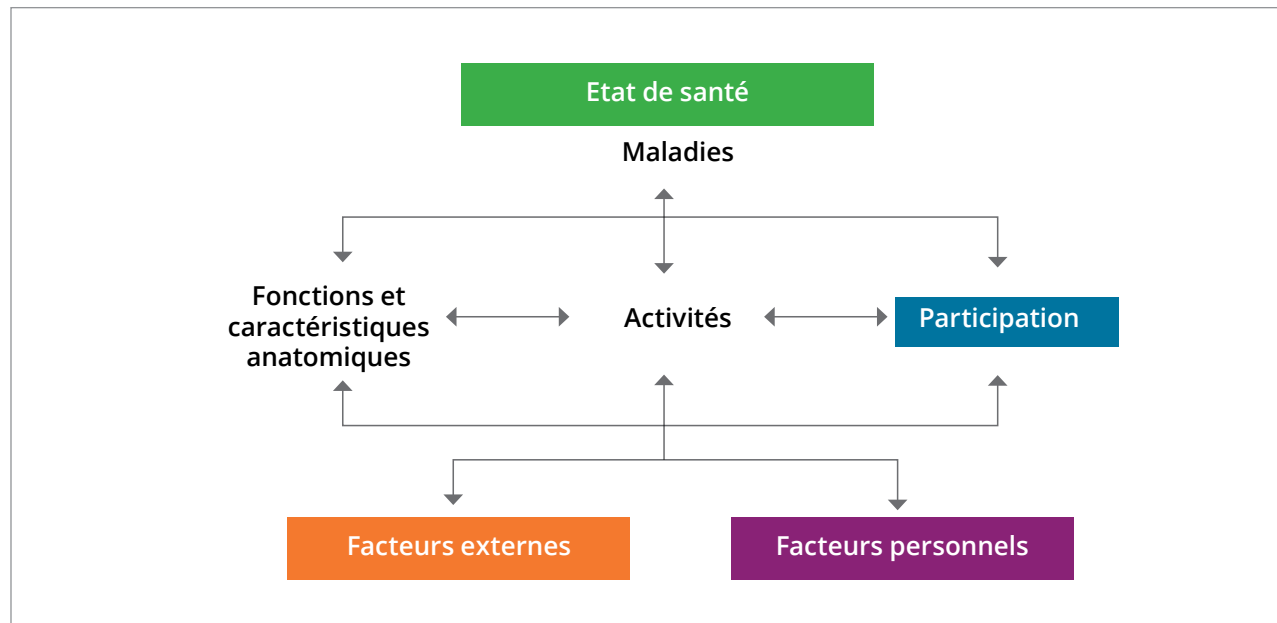 Etat de santé
Maladies
Fonctions et
caractéristiques
anatomiques
Activités
Participation
Facteurs externes
Facteurs personnels